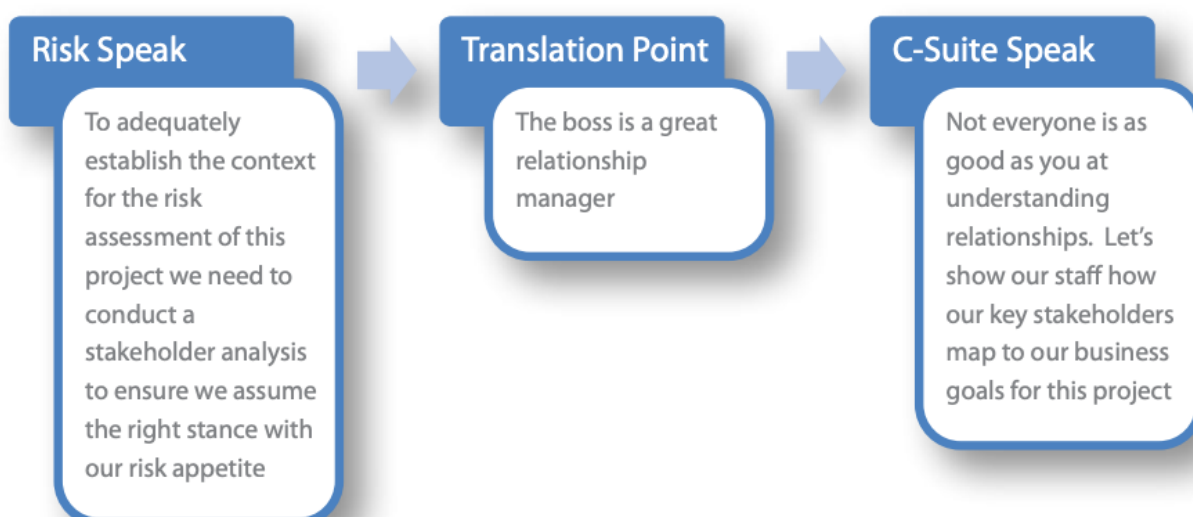 Risk Speak
To adequately
establish the context
for the risk
assessment of this
project we need to
conduct a
stakeholder analysis
to ensure we assume
the right stance with
our risk appetite
Translation Point
The boss is a great
relationship
manager
C-Suite Speak
Not everyone is as
good as you at
understanding
relationships.  Let’s
show our staff how
our key stakeholders
map to our business
goals for this project